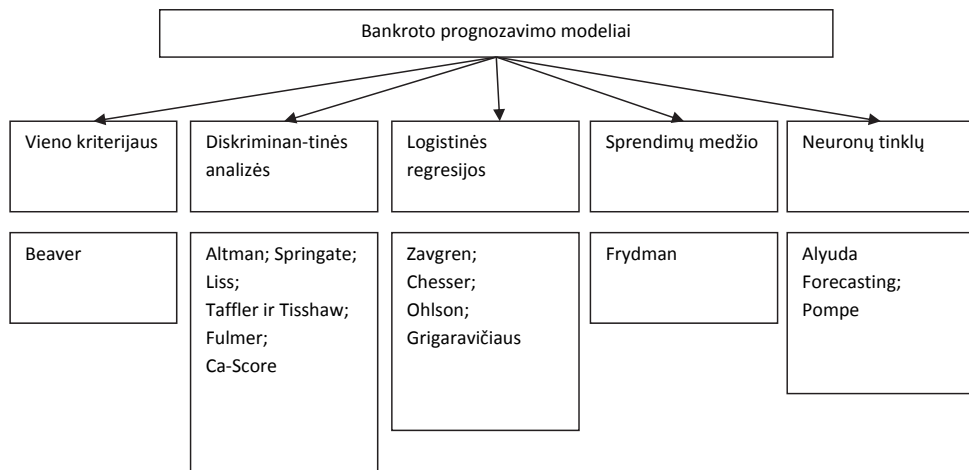 Bankroto prognozavimo modeliai
Vieno kriterijaus
Diskriminan-tinės
analizės
Logistinės
regresijos
Sprendimų medžio
Neuronų tinklų
Beaver
Altman; Springate;
Liss;
Taffler ir Tisshaw;
Fulmer;
Ca-Score
Zavgren;
Chesser;
Ohlson;
Grigaravičiaus
Frydman
Alyuda
Forecasting;
Pompe